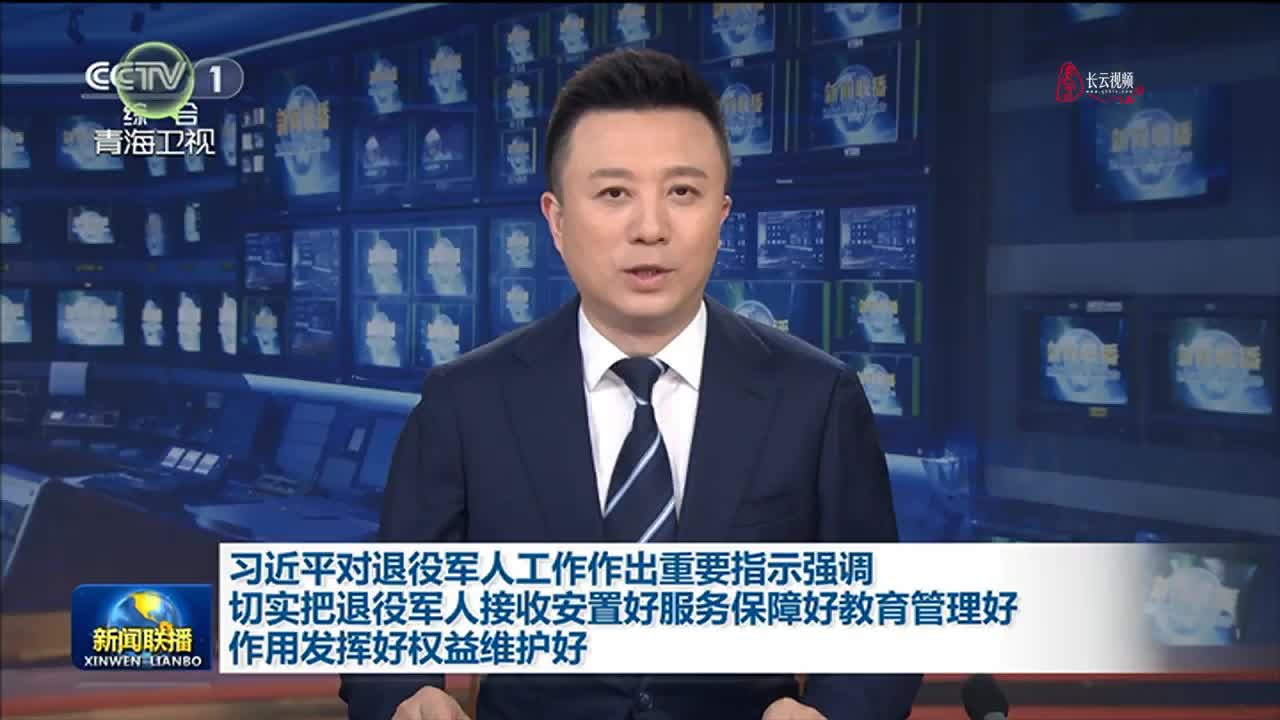 CCTV 1
综合
青海卫视
长云视频
习近平对退役军人工作作出重要指示强调
切实把退役军人接收安置好服务保障好教育管理好
作用发挥好权益维护好
新闻联播
XINWEN LIANBO